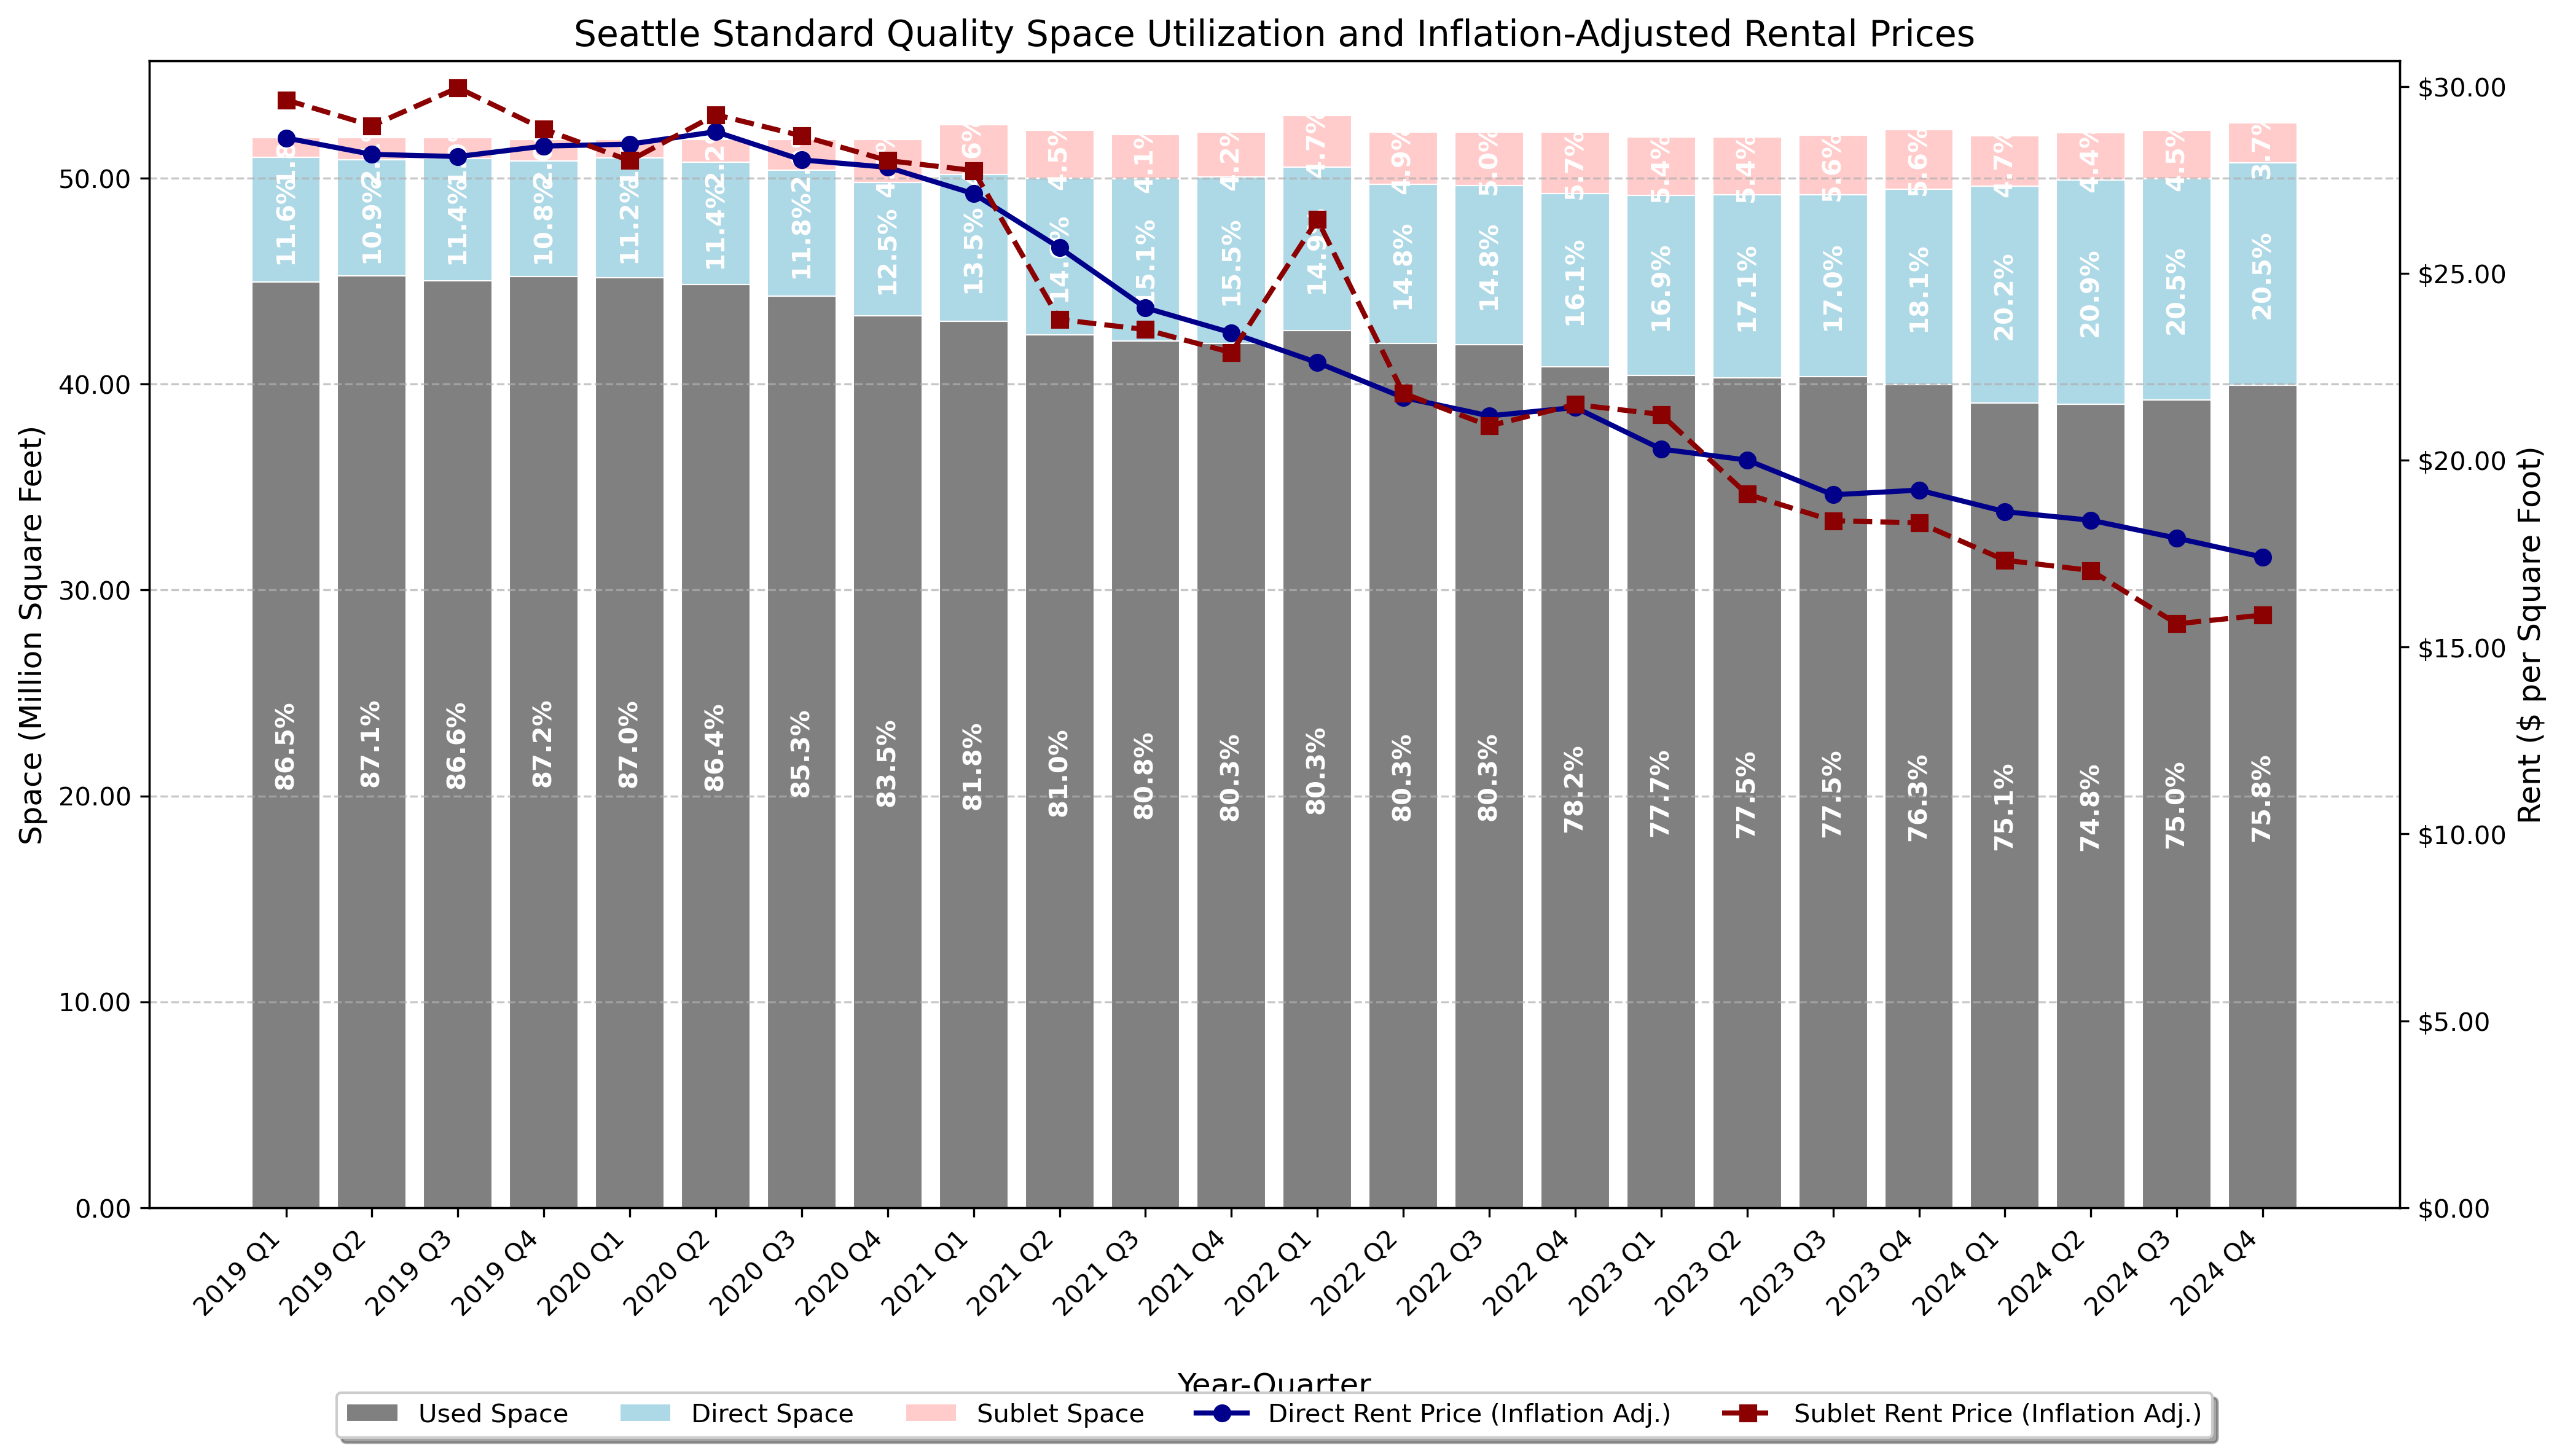 Seattle Standard Quality Space Utilization and Inflation-Adjusted Rental Prices
Space (Million Square Feet)
50.00
40.00
30.00
20.00
10.00
0.00
Rent ($ per Square Foot)
$30.00
$25.00
$20.00
$15.00
$10.00
$5.00
$0.00
2.2% 4.5% 4.1% 4.2% 4.7% 4.9% 5.0% 5.7% 5.4% 5.4% 5.6% 5.6% 4.7% 4.4% 4.5% 3.7%
11.6% 10.9% 11.4% 10.8% 11.2% 11.4% 11.8% 12.5% 13.5% 15.1% 15.5% 14.8% 14.8% 16.1% 16.9% 17.1% 17.0% 18.1% 20.2% 20.9% 20.5% 20.5%
86.5% 87.1% 86.6% 87.2% 87.0% 86.4% 85.3% 83.5% 81.8% 81.0% 80.8% 80.3% 80.3% 80.3% 80.3% 78.2% 77.7% 77.5% 77.5% 76.3% 75.1% 74.8% 75.0% 75.8%
2019 Q1 2019 Q2 2019 Q3 2019 Q4 2020 Q1 2020 Q2 2020 Q3 2020 Q4 2021 Q1 2021 Q2 2021 Q3 2021 Q4 2022 Q1 2022 Q2 2022 Q3 2022 Q4 2023 Q1 2023 Q2 2023 Q3 2023 Q4 2024 Q1 2024 Q2 2024 Q3 2024 Q4
Year-Quarter
Used Space Direct Space Sublet Space Direct Rent Price (Inflation Adj.) Sublet Rent Price (Inflation Adj.)